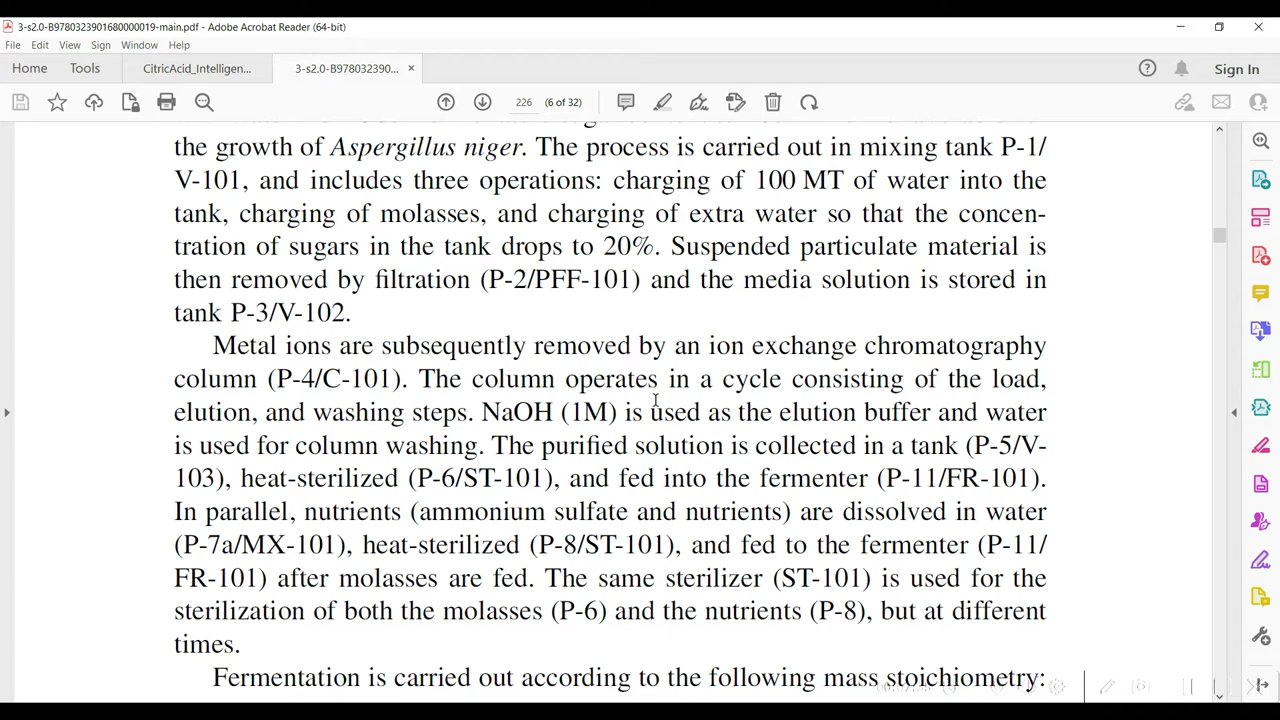 3-s2.0-B9780323901680000019-main.pdf - Adobe Acrobat Reader (64-bit)
File Edit View Sign Window Help
Home Tools CitricAcid_Intelligen... 3-s2.0-B978032390... × Sign In
226 (6 of 32)
the growth of Aspergillus niger. The process is carried out in mixing tank P-1/
V-101, and includes three operations: charging of 100 MT of water into the
tank, charging of molasses, and charging of extra water so that the concen-
tration of sugars in the tank drops to 20%. Suspended particulate material is
then removed by filtration (P-2/PFF-101) and the media solution is stored in
tank P-3/V-102.
Metal ions are subsequently removed by an ion exchange chromatography
column (P-4/C-101). The column operates in a cycle consisting of the load,
elution, and washing steps. NaOH (1M) is used as the elution buffer and water
is used for column washing. The purified solution is collected in a tank (P-5/V-
103), heat-sterilized (P-6/ST-101), and fed into the fermenter (P-11/FR-101).
In parallel, nutrients (ammonium sulfate and nutrients) are dissolved in water
(P-7a/MX-101), heat-sterilized (P-8/ST-101), and fed to the fermenter (P-11/
FR-101) after molasses are fed. The same sterilizer (ST-101) is used for the
sterilization of both the molasses (P-6) and the nutrients (P-8), but at different
times.
Fermentation is carried out according to the following mass stoichiometry: